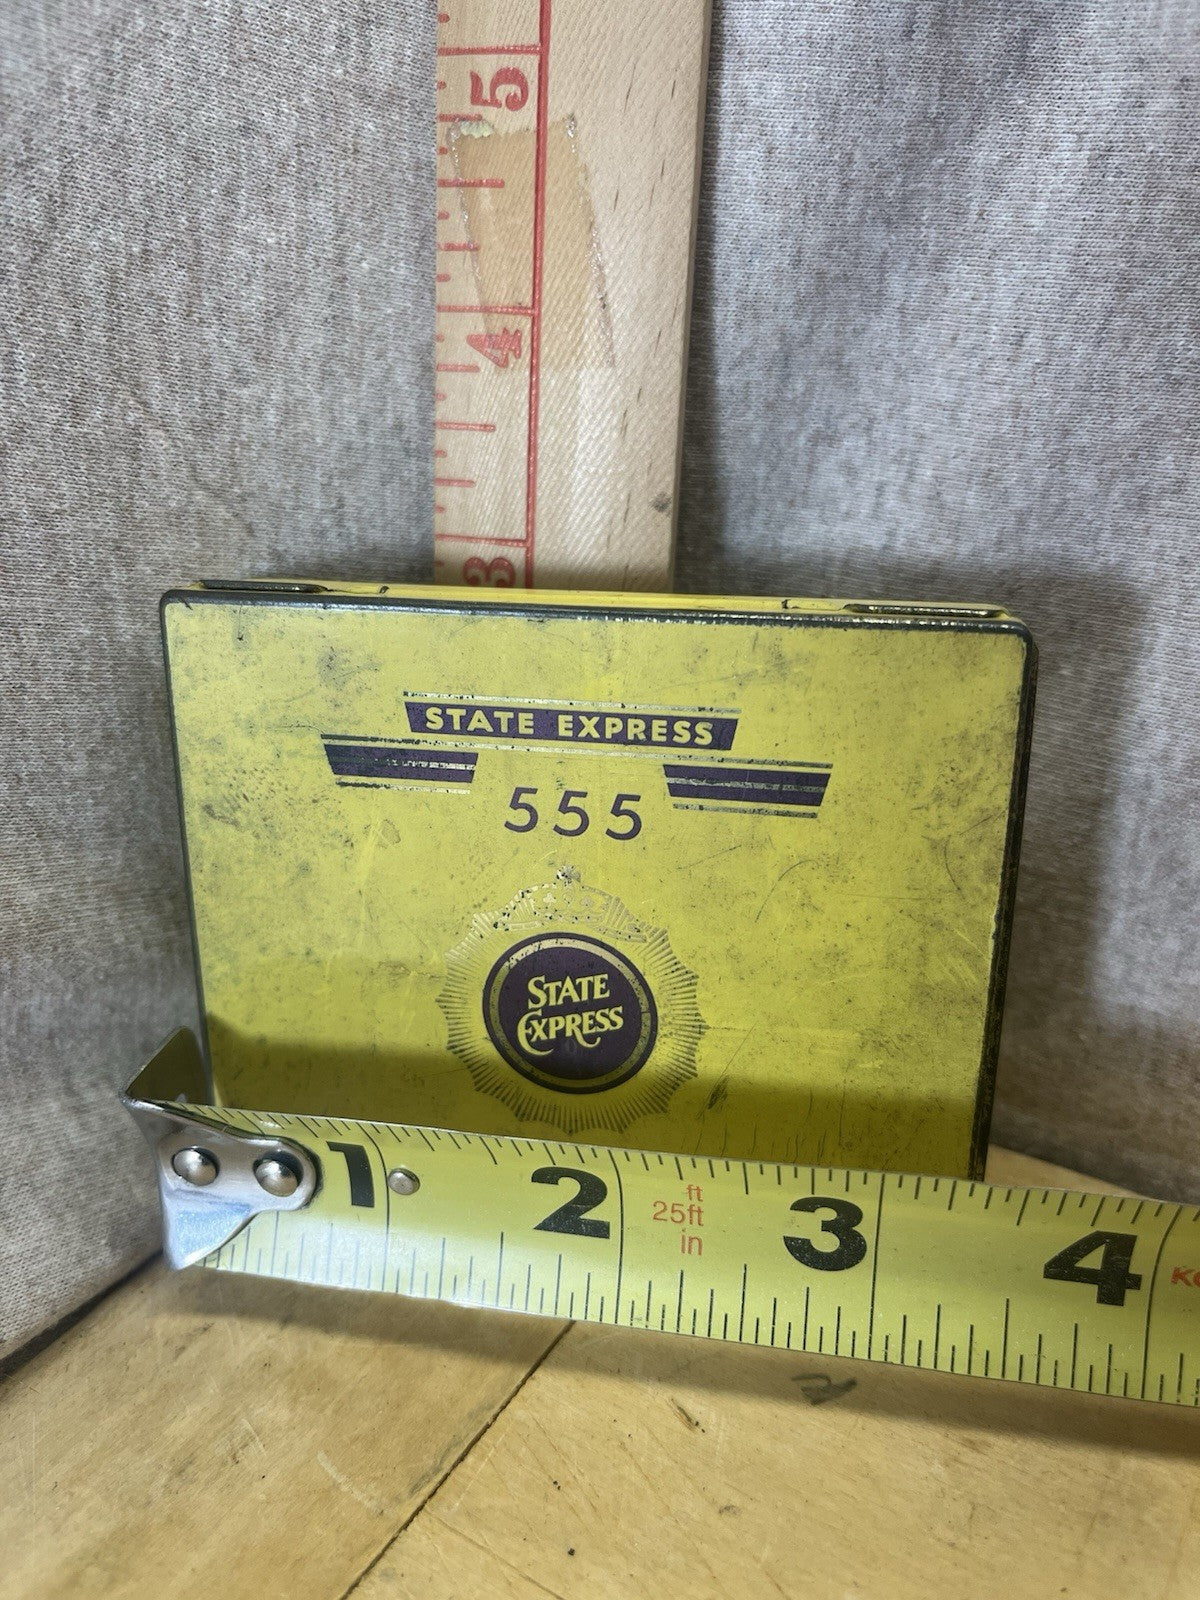 5
4
3
STATE EXPRESS
555
STATE
EXPRESS
1 2 3 4
ft
25ft
in